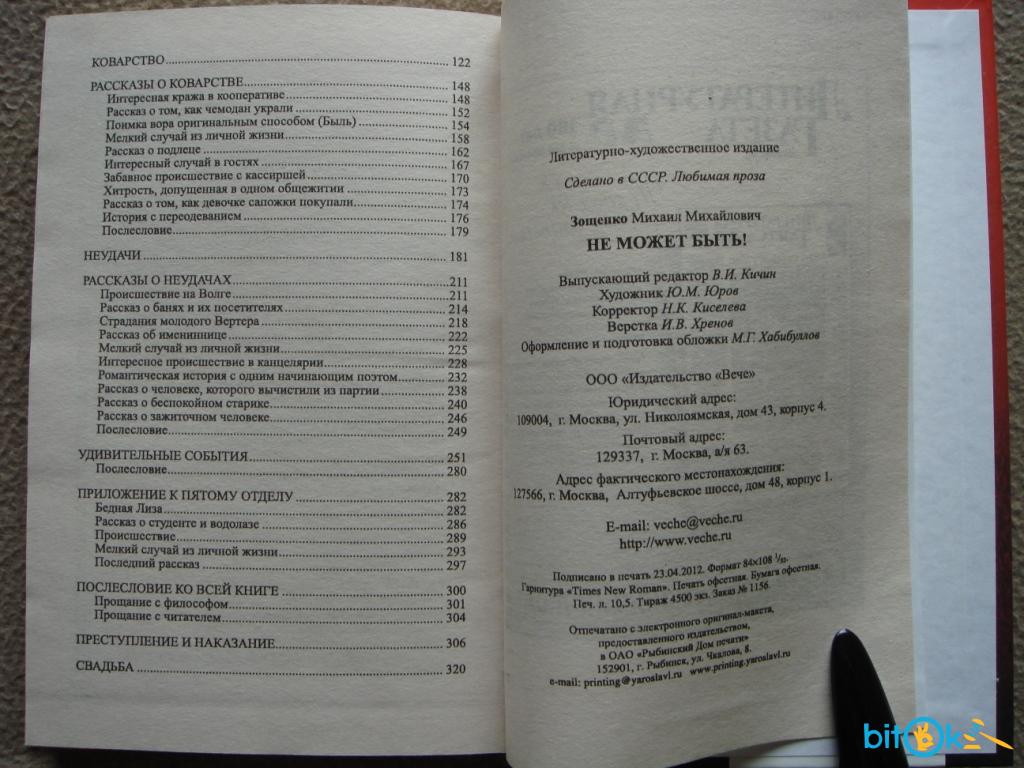 КОВАРСТВО 122
РАССКАЗЫ О КОВАРСТВЕ 148
Интересная кража в кооперативе 148
Рассказ о том, как чемодан украли 152
Поимка вора оригинальным способом (Быль) 154
Мелкий случай из личной жизни 158
Рассказ о подлеце 162
Интересный случай в гостях 167
Забавное происшествие с кассиршей 170
Хитрость, допущенная в одном общежитии 173
Рассказ о том, как девочке сапожки покупали 174
История с переодеванием 176
Послесловие 179
НЕУДАЧИ 181
РАССКАЗЫ О НЕУДАЧАХ 211
Происшествие на Волге 211
Рассказ о банях и их посетителях 214
Страдания молодого Вертера 218
Рассказ об имениннице 222
Мелкий случай из личной жизни 225
Интересное происшествие в канцелярии 228
Романтическая история с одним начинающим поэтом 232
Рассказ о человеке, которого вычистили из партии 238
Рассказ о беспокойном старике 240
Рассказ о зажиточном человеке 246
Послесловие 249
УДИВИТЕЛЬНЫЕ СОБЫТИЯ 251
Послесловие 280
ПРИЛОЖЕНИЕ К ПЯТОМУ ОТДЕЛУ 282
Бедная Лиза 282
Рассказ о студенте и водолазе 286
Происшествие 289
Мелкий случай из личной жизни 293
Последний рассказ 297
ПОСЛЕСЛОВИЕ КО ВСЕЙ КНИГЕ 300
Прощание с философом 301
Прощание с читателем 304
ПРЕСТУПЛЕНИЕ И НАКАЗАНИЕ 306
СВАДЬБА 320
Литературно-художественное издание
Сделано в СССР. Любимая проза
Зощенко Михаил Михайлович
НЕ МОЖЕТ БЫТЬ!
Выпускающий редактор В.И. Кичин
Художник Ю.М. Юров
Корректор Н.К. Киселева
Верстка И.В. Хренов
Оформление и подготовка обложки М.Г. Хабибуллов
ООО «Издательство «Вече»
Юридический адрес:
109004, г. Москва, ул. Николоямская, дом 43, корпус 4.
Почтовый адрес:
129337, г. Москва, а/я 63.
Адрес фактического местонахождения:
127566, г. Москва, Алтуфьевское шоссе, дом 48, корпус 1.
E-mail: veche@veche.ru
http://www.veche.ru
Подписано в печать 23.04.2012. Формат 84х108 1/32.
Гарнитура «Times New Roman». Печать офсетная. Бумага офсетная.
Печ. л. 10,5. Тираж 4500 экз. Заказ № 1156.
Отпечатано с электронного оригинал-макета,
предоставленного издательством,
в ОАО «Рыбинский Дом печати»
152901, г. Рыбинск, ул. Чкалова, 8.
e-mail: printing@yaroslavl.ru www.printing.yaroslavl.ru
bitok